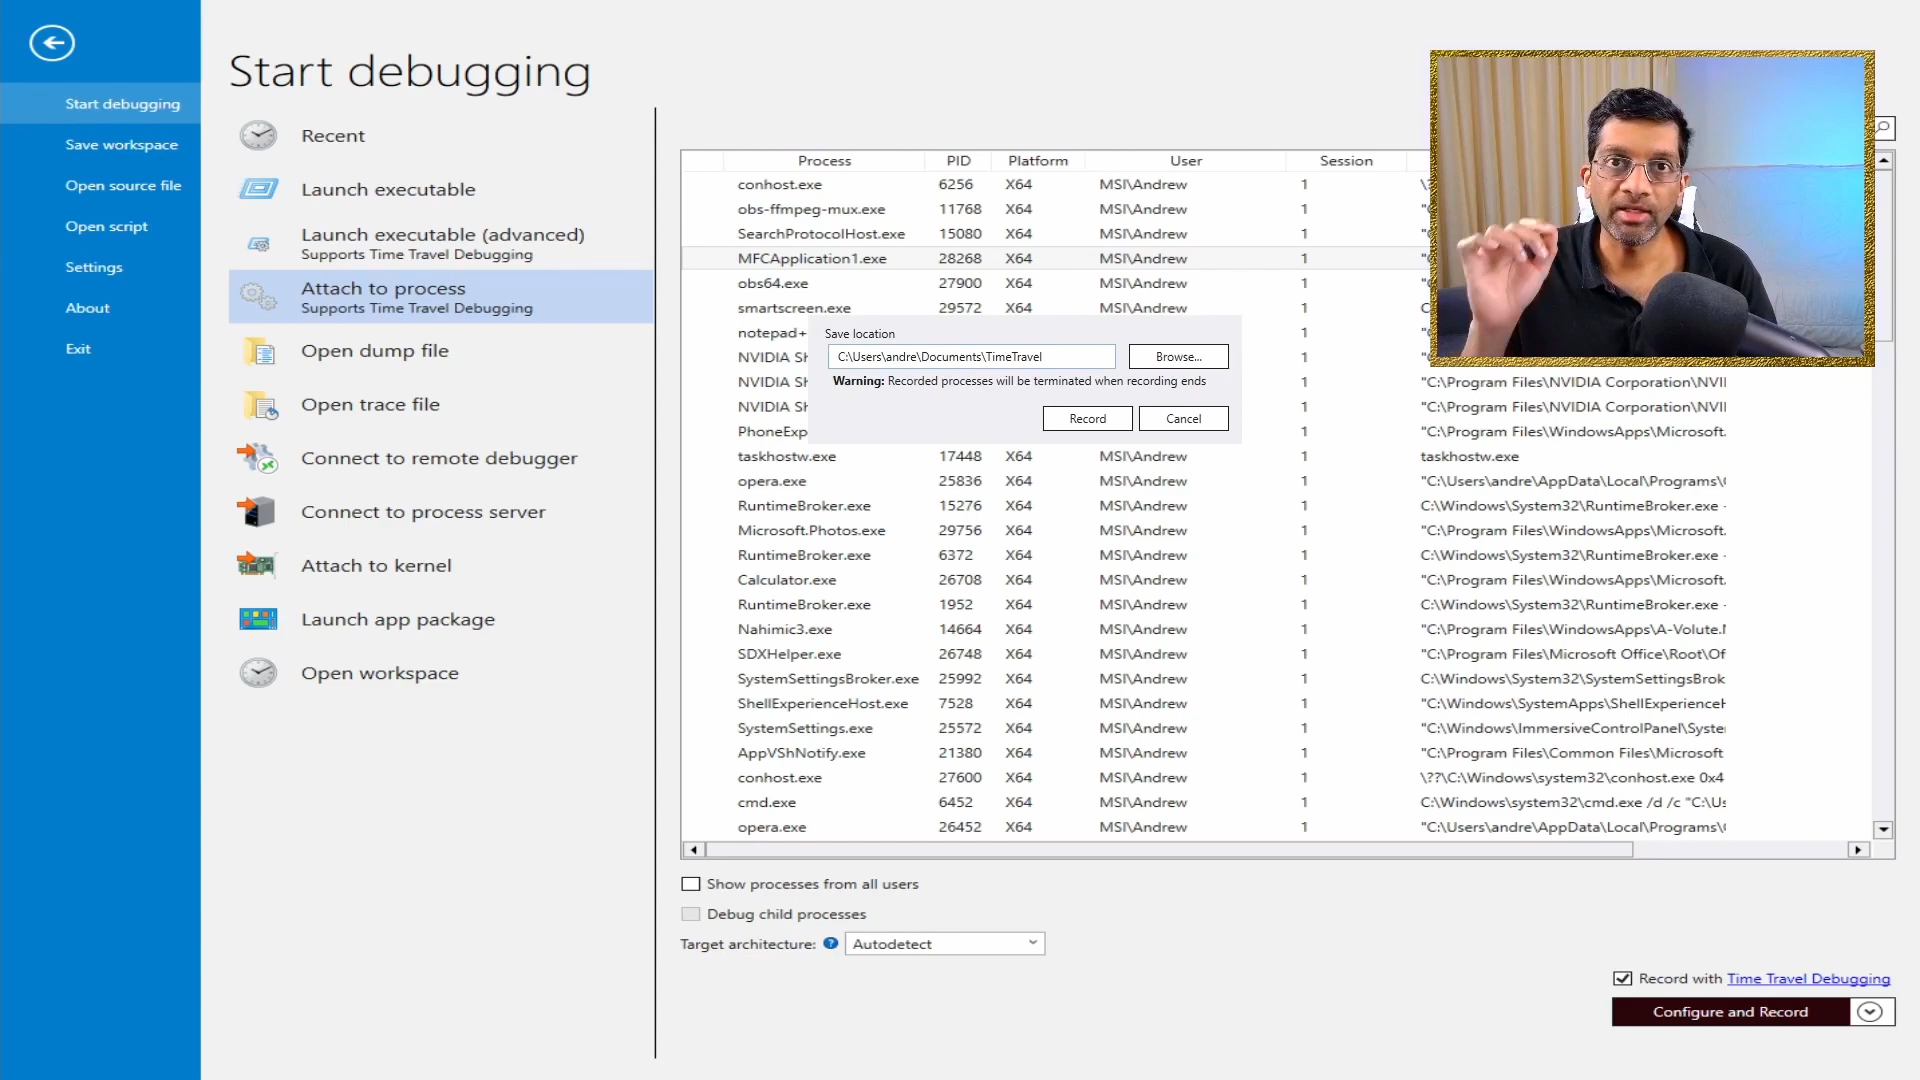 Start debugging
Save workspace
Open source file
Open script
Settings
About
Exit
Start debugging
Recent
Launch executable
Launch executable (advanced)
Supports Time Travel Debugging
Attach to process
Supports Time Travel Debugging
Open dump file
Open trace file
Connect to remote debugger
Connect to process server
Attach to kernel
Launch app package
Open workspace
Process PID Platform User Session
conhost.exe 6256 X64 MSI\Andrew 1
obs-ffmpeg-mux.exe 11768 X64 MSI\Andrew 1
SearchProtocolHost.exe 15080 X64 MSI\Andrew 1
MFCApplication1.exe 28268 X64 MSI\Andrew 1
obs64.exe 27900 X64 MSI\Andrew 1
smartscreen.exe 29572 X64 MSI\Andrew 1
notepad+ 1
NVIDIA Sh 1
NVIDIA Sh 1 "C:\Program Files\NVIDIA Corporation\NVII
NVIDIA Sh 1 "C:\Program Files\NVIDIA Corporation\NVII
PhoneExp 1 "C:\Program Files\WindowsApps\Microsoft.
taskhostw.exe 17448 X64 MSI\Andrew 1 taskhostw.exe
opera.exe 25836 X64 MSI\Andrew 1 "C:\Users\andre\AppData\Local\Programs\
RuntimeBroker.exe 15276 X64 MSI\Andrew 1 C:\Windows\System32\RuntimeBroker.exe -
Microsoft.Photos.exe 29756 X64 MSI\Andrew 1 "C:\Program Files\WindowsApps\Microsoft.
RuntimeBroker.exe 6372 X64 MSI\Andrew 1 C:\Windows\System32\RuntimeBroker.exe -
Calculator.exe 26708 X64 MSI\Andrew 1 "C:\Program Files\WindowsApps\Microsoft.
RuntimeBroker.exe 1952 X64 MSI\Andrew 1 C:\Windows\System32\RuntimeBroker.exe -
Nahimic3.exe 14664 X64 MSI\Andrew 1 "C:\Program Files\WindowsApps\A-Volute.
SDXHelper.exe 26748 X64 MSI\Andrew 1 "C:\Program Files\Microsoft Office\Root\Of
SystemSettingsBroker.exe 25992 X64 MSI\Andrew 1 C:\Windows\System32\SystemSettingsBrok
ShellExperienceHost.exe 7528 X64 MSI\Andrew 1 "C:\Windows\SystemApps\ShellExperience
SystemSettings.exe 25572 X64 MSI\Andrew 1 "C:\Windows\ImmersiveControlPanel\Syste
AppVShNotify.exe 21380 X64 MSI\Andrew 1 "C:\Program Files\Common Files\Microsoft
conhost.exe 27600 X64 MSI\Andrew 1 \??\C:\Windows\system32\conhost.exe 0x4
cmd.exe 6452 X64 MSI\Andrew 1 C:\Windows\system32\cmd.exe /d /c "C:\Us
opera.exe 26452 X64 MSI\Andrew 1 "C:\Users\andre\AppData\Local\Programs\
Save location
C:\Users\andre\Documents\TimeTravel Browse...
Warning: Recorded processes will be terminated when recording ends
Record Cancel
Show processes from all users
Debug child processes
Target architecture: ? Autodetect
Record with Time Travel Debugging
Configure and Record